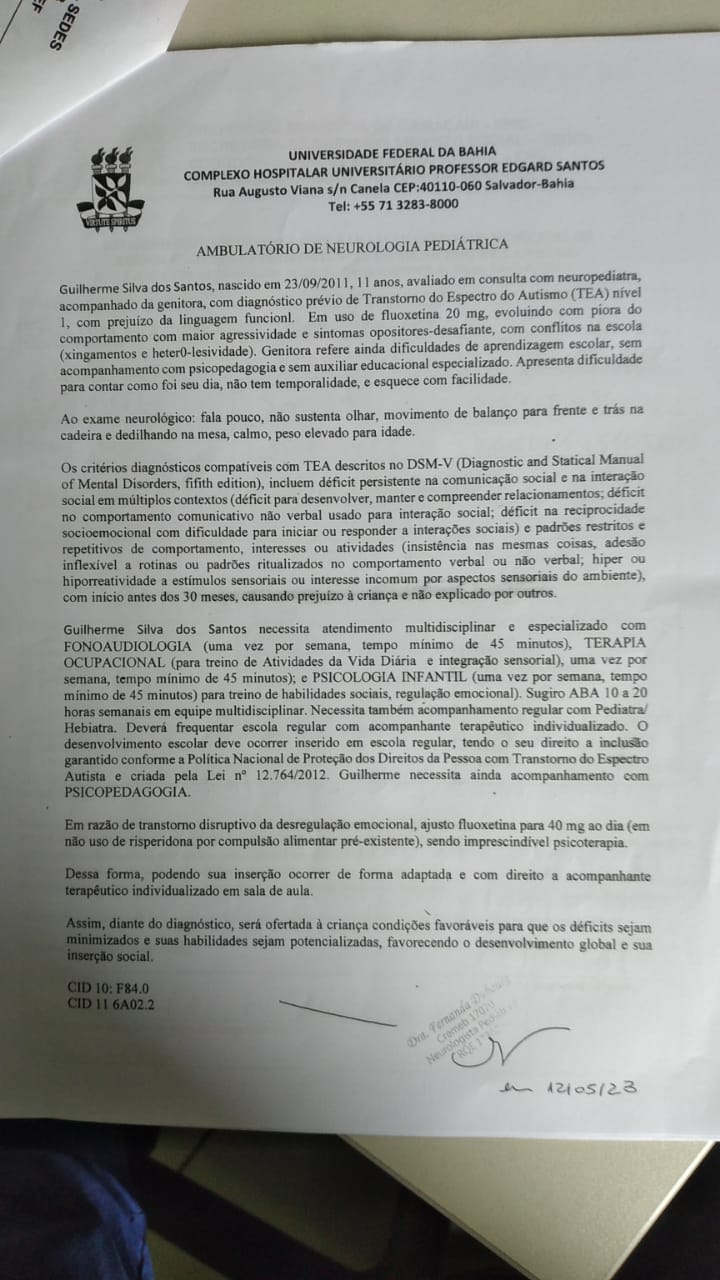 SEDES
EF
UNIVERSIDADE FEDERAL DA BAHIA
COMPLEXO HOSPITALAR UNIVERSITÁRIO PROFESSOR EDGARD SANTOS
Rua Augusto Viana s/n Canela CEP:40110-060 Salvador-Bahia
Tel: +55 71 3283-8000
VIRTUTE SPIRITUS
AMBULATÓRIO DE NEUROLOGIA PEDIÁTRICA
Guilherme Silva dos Santos, nascido em 23/09/2011, 11 anos, avaliado em consulta com neuropediatra,
acompanhado da genitora, com diagnóstico prévio de Transtorno do Espectro do Autismo (TEA) nível
1, com prejuízo da linguagem funcionl. Em uso de fluoxetina 20 mg, evoluindo com piora do
comportamento com maior agressividade e sintomas opositores-desafiante, com conflitos na escola
(xingamentos e heter0-lesividade). Genitora refere ainda dificuldades de aprendizagem escolar, sem
acompanhamento com psicopedagogia e sem auxiliar educacional especializado. Apresenta dificuldade
para contar como foi seu dia, não tem temporalidade, e esquece com facilidade.
Ao exame neurológico: fala pouco, não sustenta olhar, movimento de balanço para frente e trás na
cadeira e dedilhando na mesa, calmo, peso elevado para idade.
Os critérios diagnósticos compatíveis com TEA descritos no DSM-V (Diagnostic and Statical Manual
of Mental Disorders, fifith edition), incluem déficit persistente na comunicação social e na interação
social em múltiplos contextos (déficit para desenvolver, manter e compreender relacionamentos; déficit
no comportamento comunicativo não verbal usado para interação social; déficit na reciprocidade
socioemocional com dificuldade para iniciar ou responder a interações sociais) e padrões restritos e
repetitivos de comportamento, interesses ou atividades (insistência nas mesmas coisas, adesão
inflexível a rotinas ou padrões ritualizados no comportamento verbal ou não verbal; hiper ou
hiporreatividade a estímulos sensoriais ou interesse incomum por aspectos sensoriais do ambiente),
com início antes dos 30 meses, causando prejuízo à criança e não explicado por outros.
Guilherme Silva dos Santos necessita atendimento multidisciplinar e especializado com
FONOAUDIOLOGIA (uma vez por semana, tempo mínimo de 45 minutos), TERAPIA
OCUPACIONAL (para treino de Atividades da Vida Diária e integração sensorial), uma vez por
semana, tempo mínimo de 45 minutos); e PSICOLOGIA INFANTIL (uma vez por semana, tempo
mínimo de 45 minutos) para treino de habilidades sociais, regulação emocional). Sugiro ABA 10 a 20
horas semanais em equipe multidisciplinar. Necessita também acompanhamento regular com Pediatra/
Hebiatra. Deverá frequentar escola regular com acompanhante terapêutico individualizado. O
desenvolvimento escolar deve ocorrer inserido em escola regular, tendo o seu direito a inclusão
garantido conforme a Política Nacional de Proteção dos Direitos da Pessoa com Transtorno do Espectro
Autista e criada pela Lei nº 12.764/2012. Guilherme necessita ainda acompanhamento com
PSICOPEDAGOGIA.
Em razão de transtorno disruptivo da desregulação emocional, ajusto fluoxetina para 40 mg ao dia (em
não uso de risperidona por compulsão alimentar pré-existente), sendo imprescindível psicoterapia.
Dessa forma, podendo sua inserção ocorrer de forma adaptada e com direito a acompanhante
terapêutico individualizado em sala de aula.
Assim, diante do diagnóstico, será ofertada à criança condições favoráveis para que os déficits sejam
minimizados e suas habilidades sejam potencializadas, favorecendo o desenvolvimento global e sua
inserção social.
CID 10: F84.0
CID 11 6A02.2
Dra. Fernanda
Cremeb 17020
Neurologista
RQE
em 12/05/23